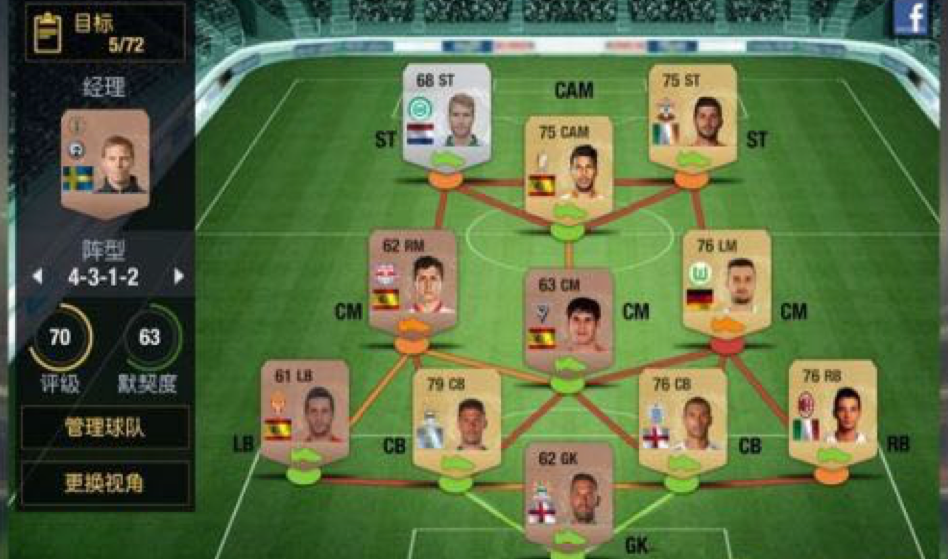 目标
5/72
f
经理
68 ST
CAM
75 ST
ST
75 CAM
ST
阵型
4-3-1-2
62 RM
76 LM
63 CM
CM
CM
CM
70
63
评级
默契度
61 LB
79 CB
76 CB
76 RB
管理球队
LB
CB
62 GK
CB
RB
更换视角
GK